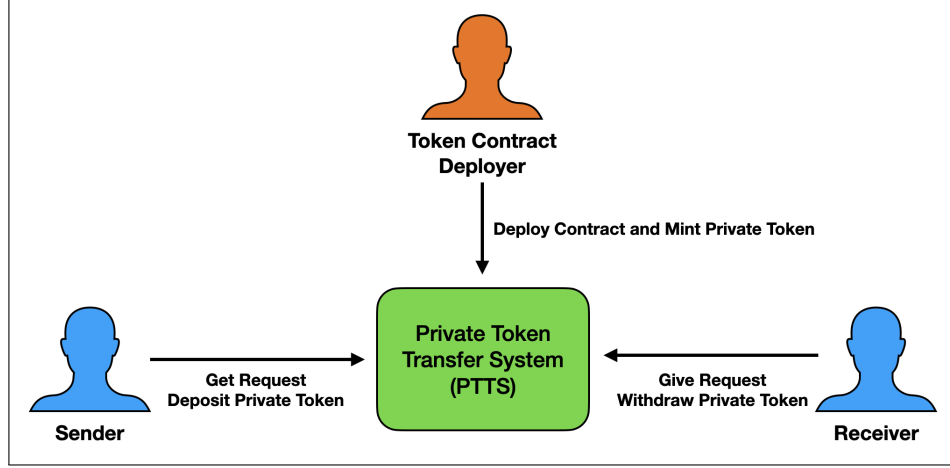 Token Contract
Deployer
Deploy Contract and Mint Private Token
Private Token
Transfer System
(PTTS)
Get Request
Deposit Private Token
Give Request
Withdraw Private Token
Sender
Receiver